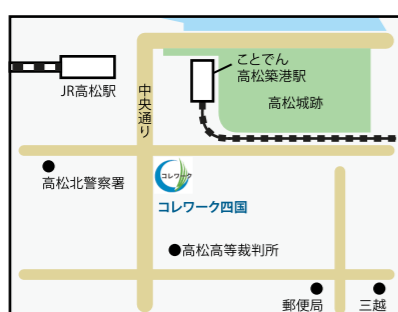 ことでん
高松築港駅
JR高松駅
中央通り
高松城跡
高松北警察署
コレワーク
コレワーク四国
●高松高等裁判所
郵便局
三越